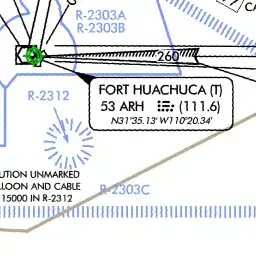 R-2303A
R-2303B
260
FORT HUACHUCA (T)
53 ARH (111.6)
N31°35.13' W110°20.34'
R-2312
UTION UNMARKED
LLOON AND CABLE
15000 IN R-2312
R-2303C